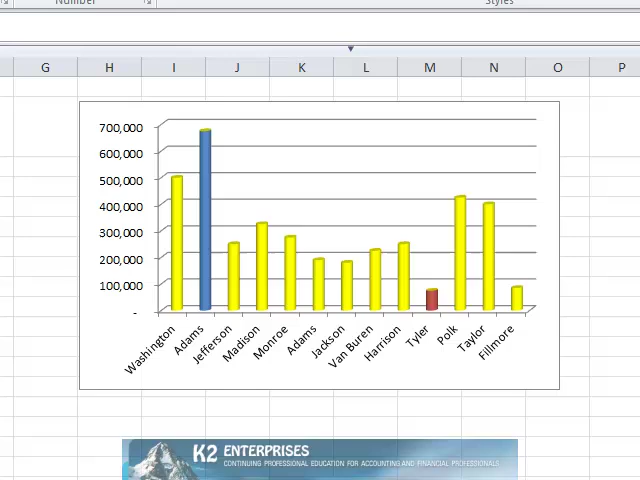 Number
Styles
G H I J K L M N O P
700,000
600,000
500,000
400,000
300,000
200,000
100,000
-
Washington
Adams
Jefferson
Madison
Monroe
Adams
Jackson
Van Buren
Harrison
Tyler
Polk
Taylor
Fillmore
K2 ENTERPRISES
CONTINUING PROFESSIONAL EDUCATION FOR ACCOUNTING AND FINANCIAL PROFESSIONALS